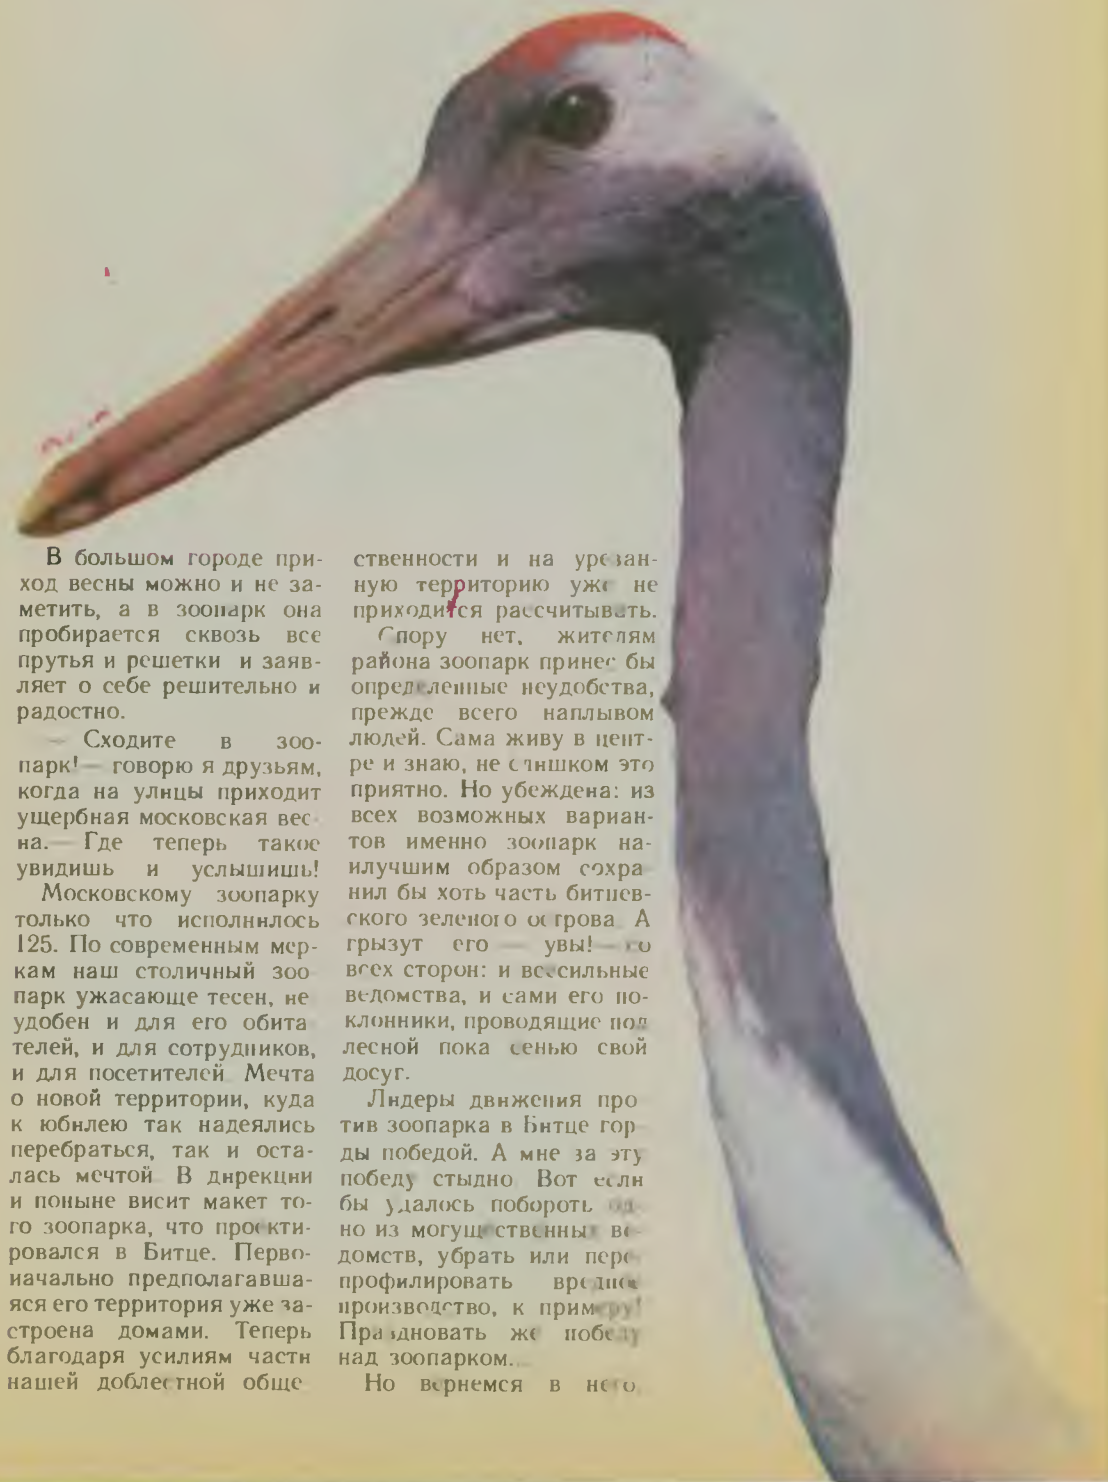 В большом городе при-
ход весны можно и не за-
метить, а в зоопарк она
пробирается сквозь все
прутья и решетки и заяв-
ляет о себе решительно и
радостно.
— Сходите в зоо-
парк! — говорю я друзьям,
когда на улицы приходит
ущербная московская вес-
на. — Где теперь такое
увидишь и услышишь!
Московскому зоопарку
только что исполнилось
125. По современным мер-
кам наш столичный зоо
парк ужасающе тесен, не
удобен и для его обита
телей, и для сотрудников,
и для посетителей Мечта
о новой территории, куда
к юбилею так надеялись
перебраться, так и оста-
лась мечтой В дирекции
и поныне висит макет то-
го зоопарка, что проекти-
ровался в Битце. Перво-
начально предполагавша-
яся его территория уже за-
строена домами. Теперь
благодаря усилиям части
нашей доблестной обще
ственности и на урезан-
ную территорию уже не
приходится рассчитывать.
Спору нет, жителям
района зоопарк принес бы
определенные неудобства,
прежде всего наплывом
людей. Сама живу в цент-
ре и знаю, не слишком это
приятно. Но убеждена: из
всех возможных вариан-
тов именно зоопарк на-
илучшим образом сохра
нил бы хоть часть битцев-
ского зеленого острова. А
грызут его — увы! — со
всех сторон: и всесильные
ведомства, и сами его по-
клонники, проводящие под
лесной пока сенью свой
досуг.
Лидеры движения про
тив зоопарка в Битце гор
ды победой. А мне за эту
победу стыдно Вот если
бы удалось побороть од-
но из могущественных ве-
домств, убрать или пере
профилировать вредное
производство, к примеру!
Праздновать же победу
над зоопарком...
Но вернемся в него